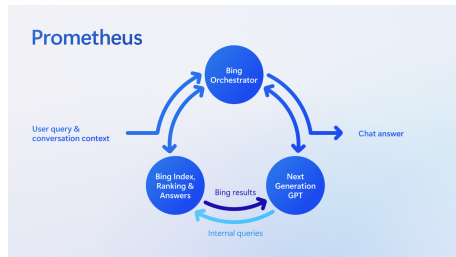 Prometheus
Bing
Orchestrator
User query &
conversation context
Chat answer
Bing Index,
Ranking &
Answers
Bing results
Next
Generation
GPT
Internal queries